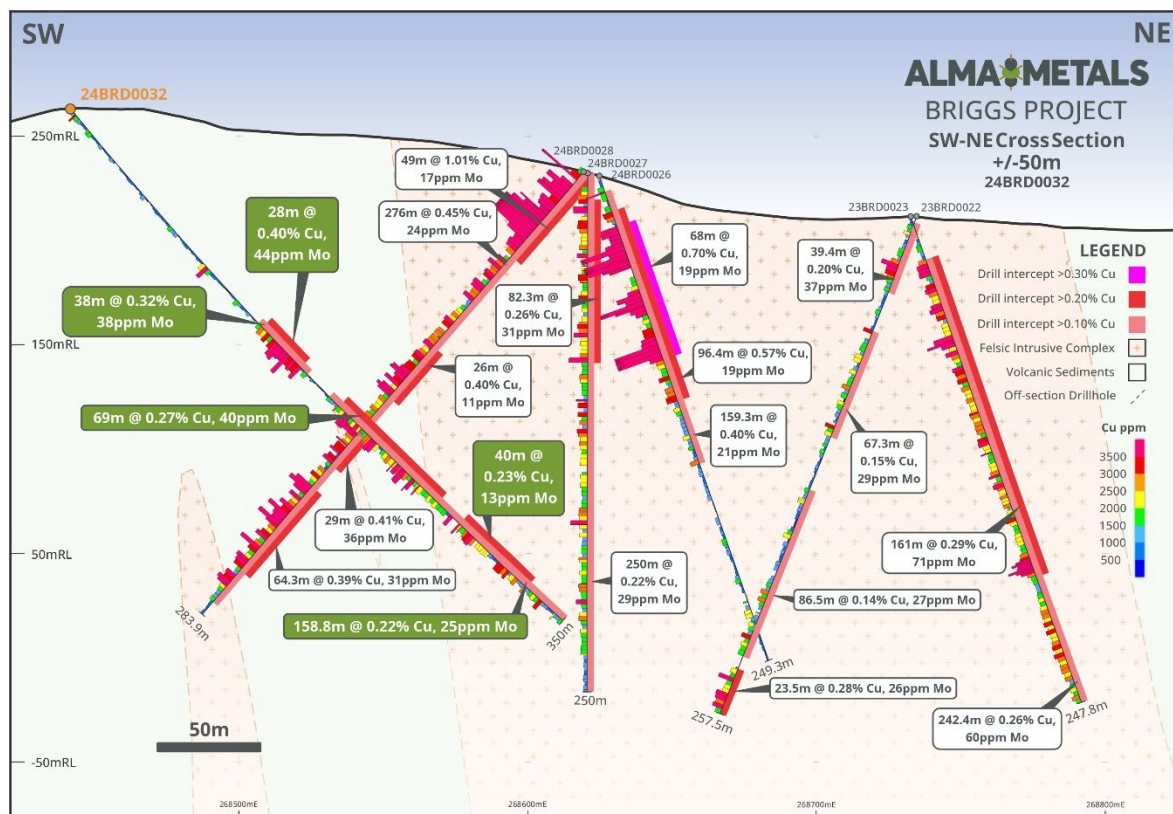 SW
NE
ALMA METALS
BRIGGS PROJECT
SW-NE Cross Section
+/-50m
24BRD0032
24BRD0032
250mRL
150mRL
50mRL
-50mRL
24BRD0028
24BRD0027
24BRD0026
23BRD0023
23BRD0022
49m @ 1.01% Cu,
17ppm Mo
276m @ 0.45% Cu,
24ppm Mo
28m @
0.40% Cu,
44ppm Mo
38m @ 0.32% Cu,
38ppm Mo
69m @ 0.27% Cu, 40ppm Mo
82.3m @
0.26% Cu,
31ppm Mo
26m @
0.40% Cu,
11ppm Mo
68m @
0.70% Cu,
19ppm Mo
96.4m @ 0.57% Cu,
19ppm Mo
159.3m @
0.40% Cu,
21ppm Mo
39.4m @
0.20% Cu,
37ppm Mo
67.3m @
0.15% Cu,
29ppm Mo
40m @
0.23% Cu,
13ppm Mo
29m @ 0.41% Cu,
36ppm Mo
64.3m @ 0.39% Cu, 31ppm Mo
158.8m @ 0.22% Cu, 25ppm Mo
250m @
0.22% Cu,
29ppm Mo
161m @ 0.29% Cu,
71ppm Mo
86.5m @ 0.14% Cu, 27ppm Mo
23.5m @ 0.28% Cu, 26ppm Mo
242.4m @ 0.26% Cu,
60ppm Mo
283.9m
350m
250m
249.3m
257.5m
247.8m
LEGEND
Drill intercept >0.30% Cu
Drill intercept >0.20% Cu
Drill intercept >0.10% Cu
Felsic Intrusive Complex
Volcanic Sediments
Off-section Drillhole
Cu ppm
3500
3000
2500
2000
1500
1000
500
50m
268500mE
268600mE
268700mE
268800mE